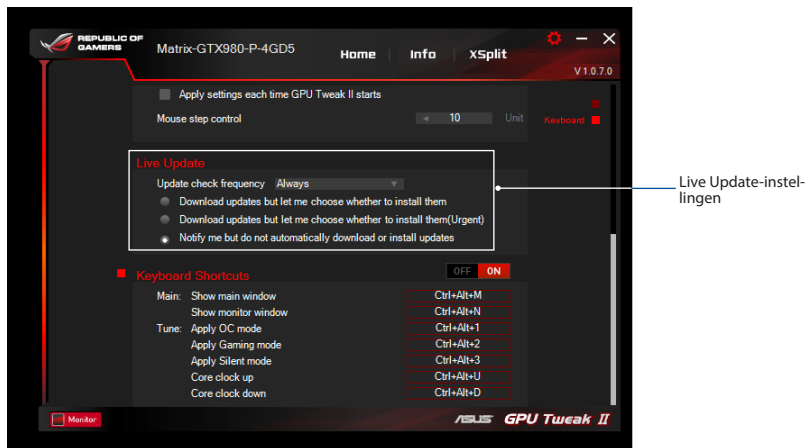 REPUBLIC OF
GAMERS
Matrix-GTX980-P-4GD5
Home
Info
XSplit
V 1.0.7.0
Apply settings each time GPU Tweak II starts
Mouse step control
10
Unit
Keyboard
Live Update
Update check frequency Always
Download updates but let me choose whether to install them
Download updates but let me choose whether to install them(Urgent)
Notify me but do not automatically download or install updates
Live Update-instel-
lingen
Keyboard Shortcuts
OFF ON
Main: Show main window Ctrl+Alt+M
Show monitor window Ctrl+Alt+N
Tune: Apply OC mode Ctrl+Alt+1
Apply Gaming mode Ctrl+Alt+2
Apply Silent mode Ctrl+Alt+3
Core clock up Ctrl+Alt+U
Core clock down Ctrl+Alt+D
Monitor
ASUS GPU Tweak II